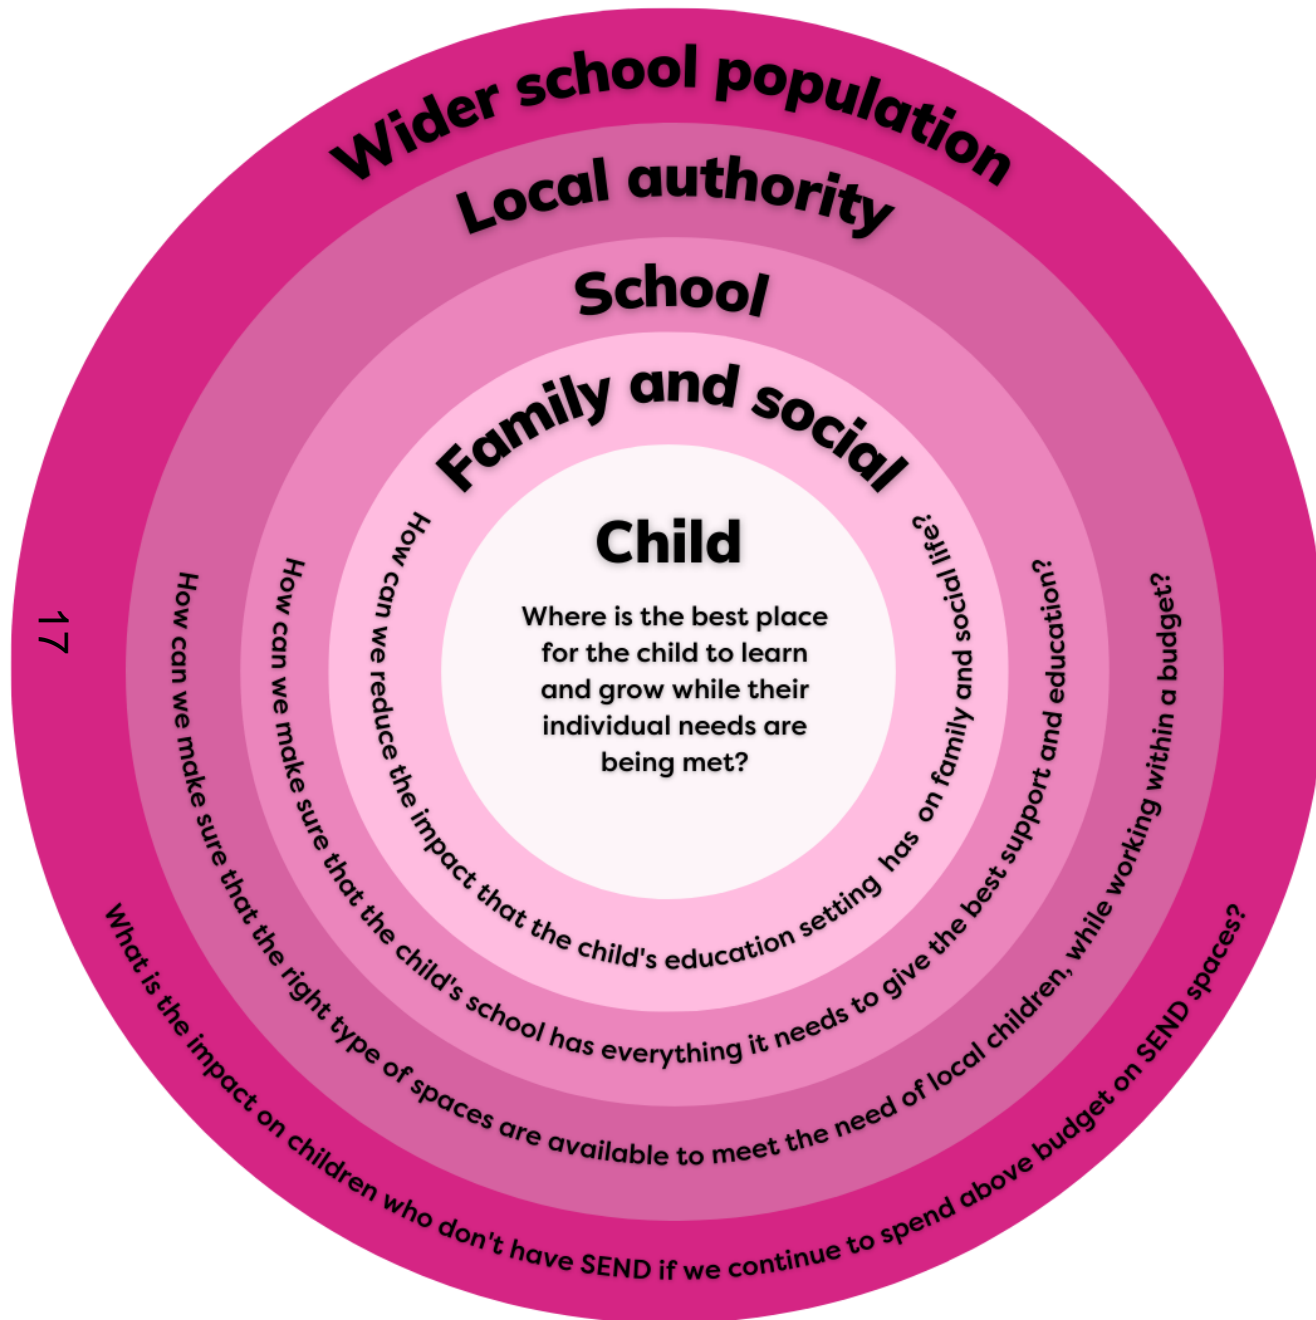 Wider school population
Local authority
School
Family and social
Child
Where is the best place
for the child to learn
and grow while their
individual needs are
being met?
How can we reduce the impact that the child's education setting has on family and social life?
How can we make sure that the child's school has everything it needs to give the best support and education?
How can we make sure that the right type of spaces are available to meet the need of local children, while working within a budget?
What is the impact on children who don't have SEND if we continue to spend above budget on SEND spaces?
17